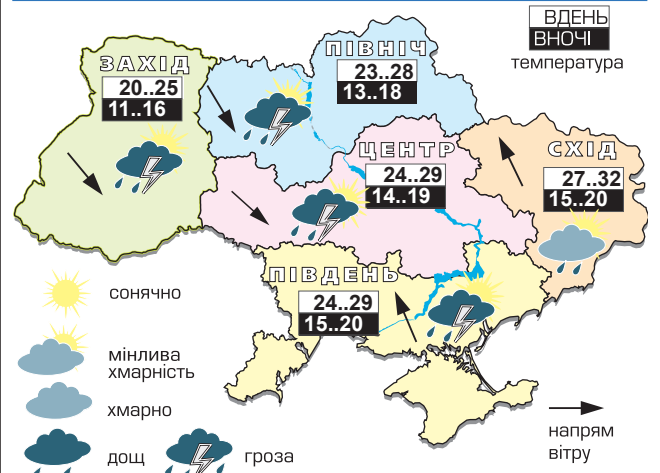 ВДЕНЬ
ВНОЧІ
температура
ЗАХІД
20..25
11..16
ПІВНІЧ
23..28
13..18
ЦЕНТР
24..29
14..19
СХІД
27..32
15..20
ПІВДЕНЬ
24..29
15..20
сонячно
мінлива
хмарність
хмарно
дощ
гроза
напрям
вітру